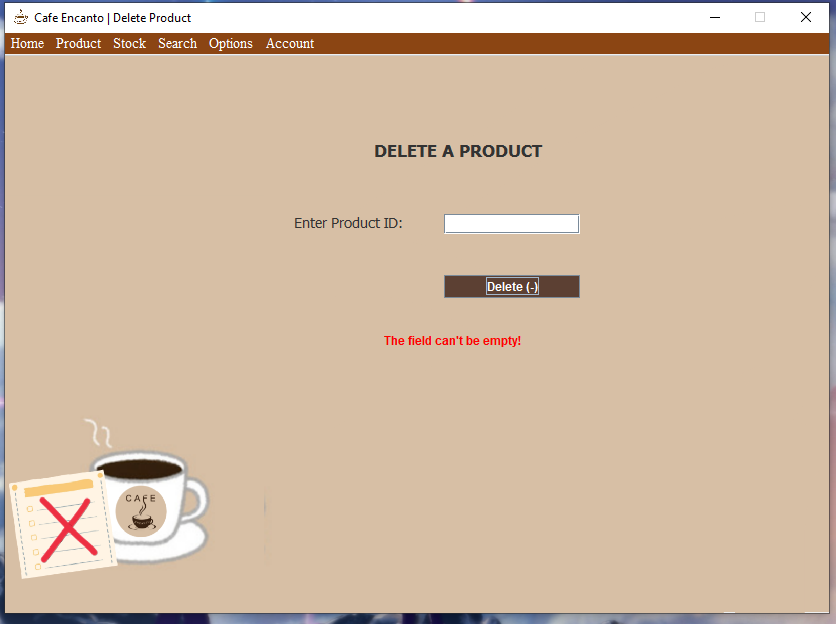 Cafe Encanto | Delete Product
Home Product Stock Search Options Account
DELETE A PRODUCT
Enter Product ID:
Delete (-)
The field can't be empty!
CAFE